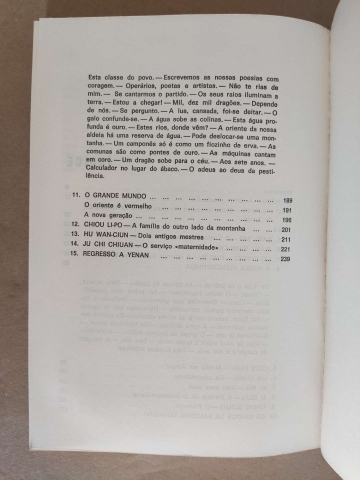 Esta classe do povo. — Escrevemos as nossas poesias com
coragem. — Operários, poetas a artistas. — Não te rias de
mim. — Se cantarmos o partido. — Os seus raios iluminam a
terra. — Estou a chegar! — Mil, dez mil dragões. — Depende
de nós. — Se pergunto. — A lua, cansada, foi-se deitar. — O
galo confunde-se. — A água sobe as colinas. — Esta água pro-
funda é ouro. — Estes rios, donde vêm? — A oriente da nossa
aldeia há uma reserva de água. — Pode deslocar-se uma mon-
tanha. — Um camponês só é como um fiozinho de erva. — As
comunas são como pontes de ouro. — As máquinas cantam
em coro. — Um dragão sobe para o céu. — Aos sete anos. —
Calculador no lugar do ábaco. — O adeus ao deus da pesti-
lência.
11. O GRANDE MUNDO ... ... ... ... ... ... ... ... ... 189
O oriente é vermelho ... ... ... ... ... ... ... ... 191
A nova geração ... ... ... ... ... ... ... ... ... 196
12. CHIOU LI-PO — A família do outro lado da montanha ... ... 201
13. HU WAN-CIUN — Dois antigos mestres ... ... ... ... ... 211
14. JU CHI CHIUAN — O serviço «maternidade» ... ... ... ... 221
15. REGRESSO A YENAN ... ... ... ... ... ... ... ... ... 239